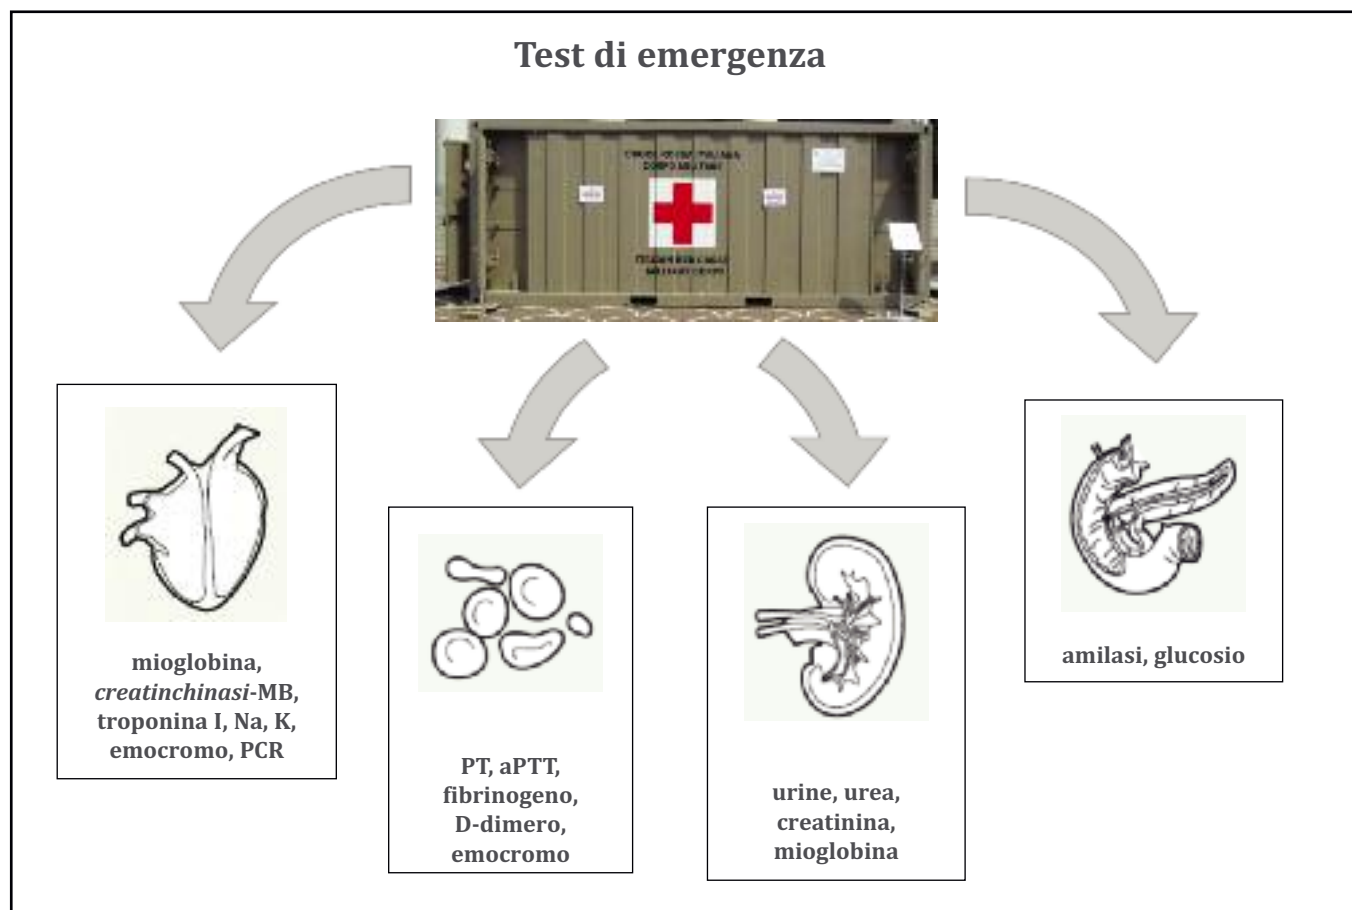 Test di emergenza
mioglobina,
creatinchinasi-MB,
troponina I, Na, K,
emocromo, PCR
PT, aPTT,
fibrinogeno,
D-dimero,
emocromo
urine, urea,
creatinina,
mioglobina
amilasi, glucosio